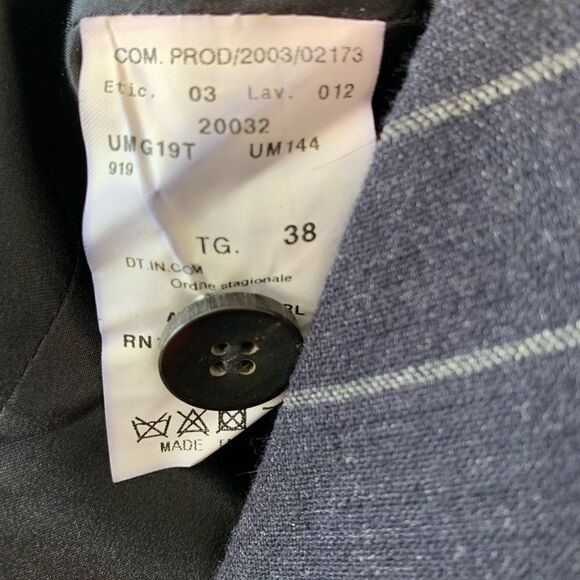 COM. PROD/2003/02173
Etic. 03 Lav. 012
20032
UMG19T UM144
919
TG. 38
DT.IN.COM
Ordine stagionale
RN
MADE